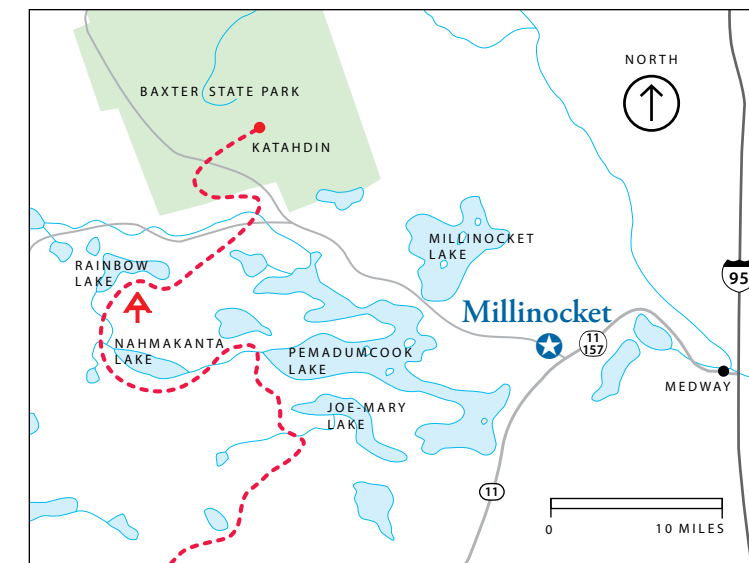 NORTH
BAXTER STATE PARK
KATAHDIN
MILLINOCKET
LAKE
RAINBOW
LAKE
95
Millinocket
11
157
NAHMAKANTA
LAKE
PEMADUMCOOK
LAKE
MEDWAY
JOE-MARY
LAKE
11
0
10 MILES